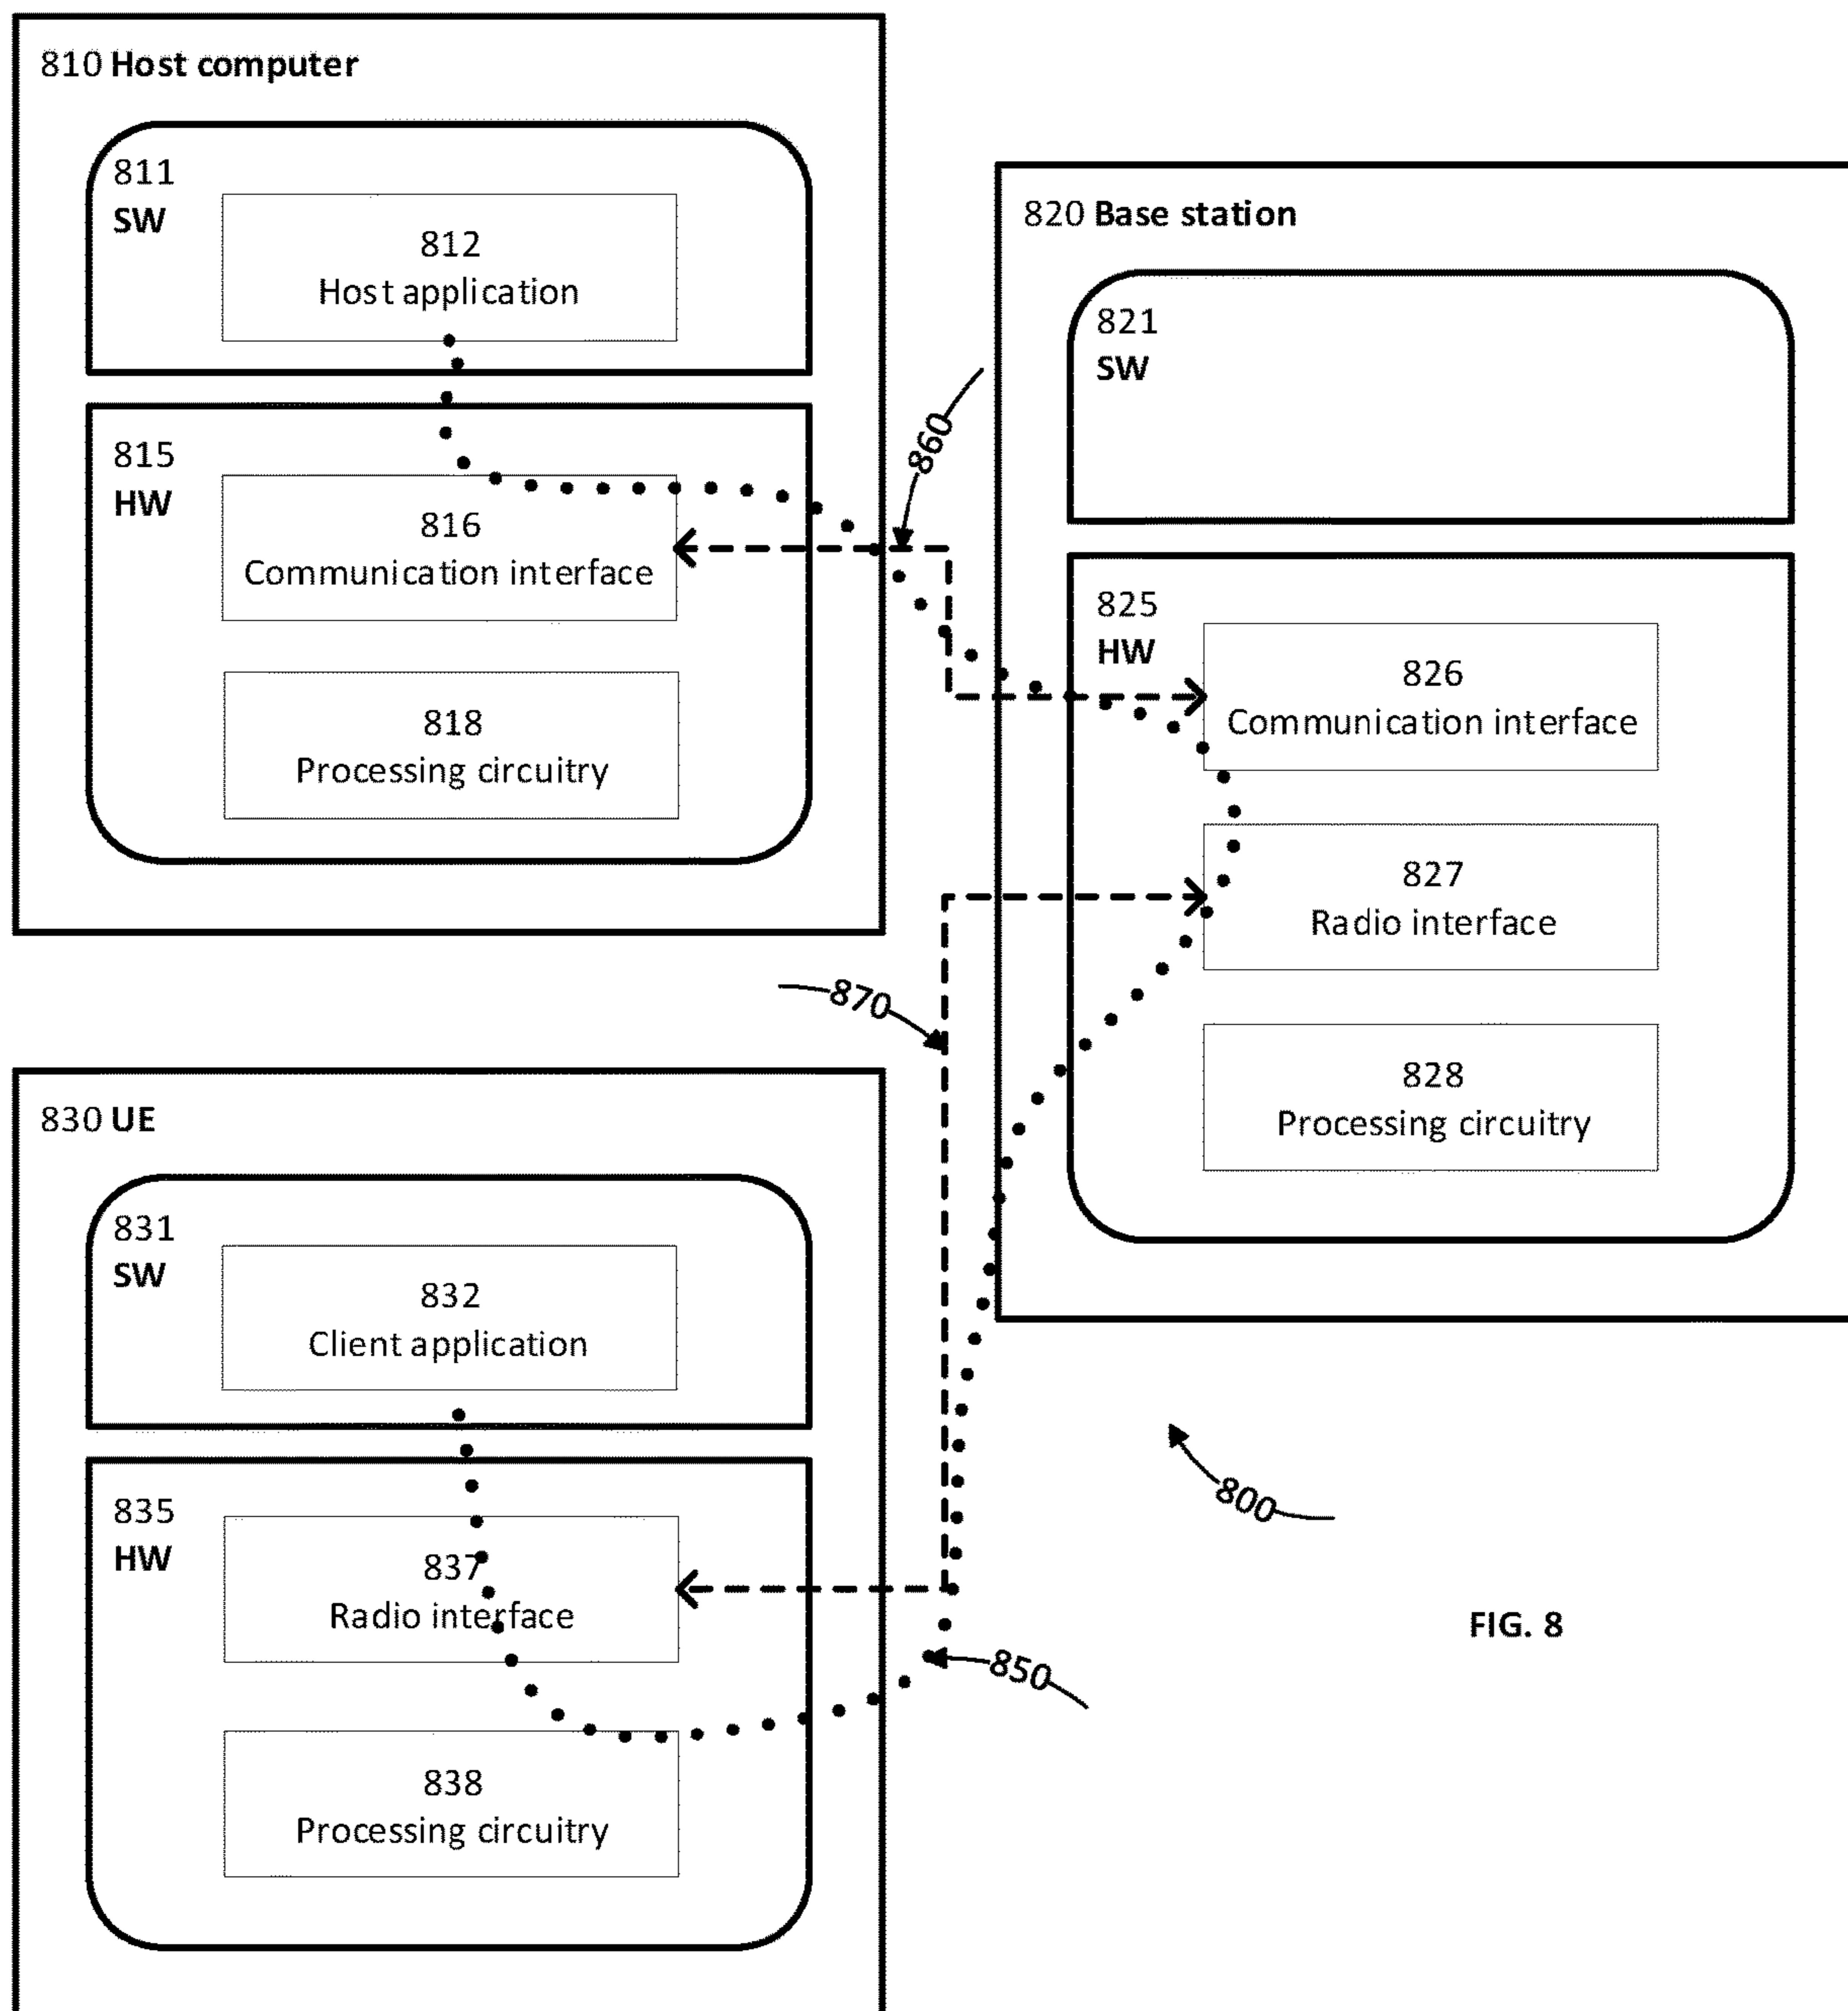 810 Host computer
811
SW
812
Host application
815
HW
816
Communication interface
818
Processing circuitry
860
820 Base station
821
SW
825
HW
826
Communication interface
827
Radio interface
828
Processing circuitry
870
830 UE
831
SW
832
Client application
835
HW
837
Radio interface
838
Processing circuitry
850
800
FIG. 8